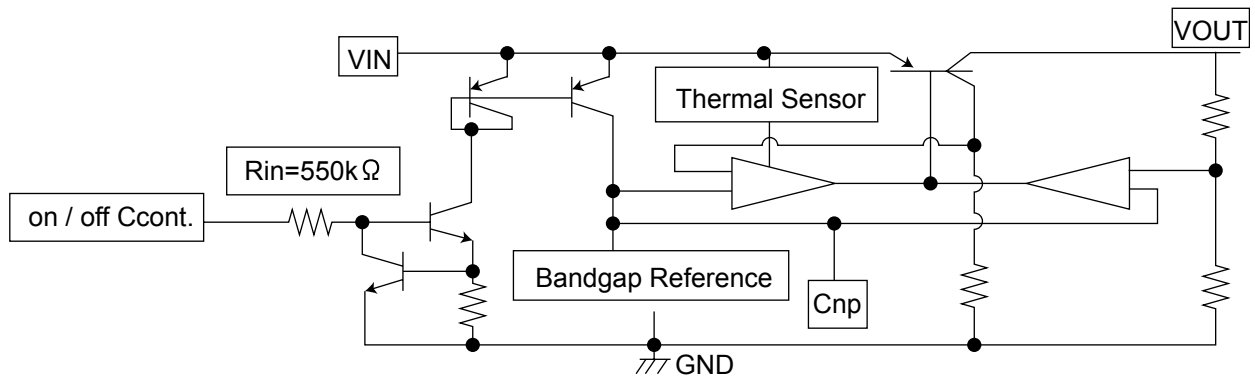 VOUT
VIN
Thermal Sensor
Rin=550kΩ
on / off Ccont.
Bandgap Reference
Cnp
GND